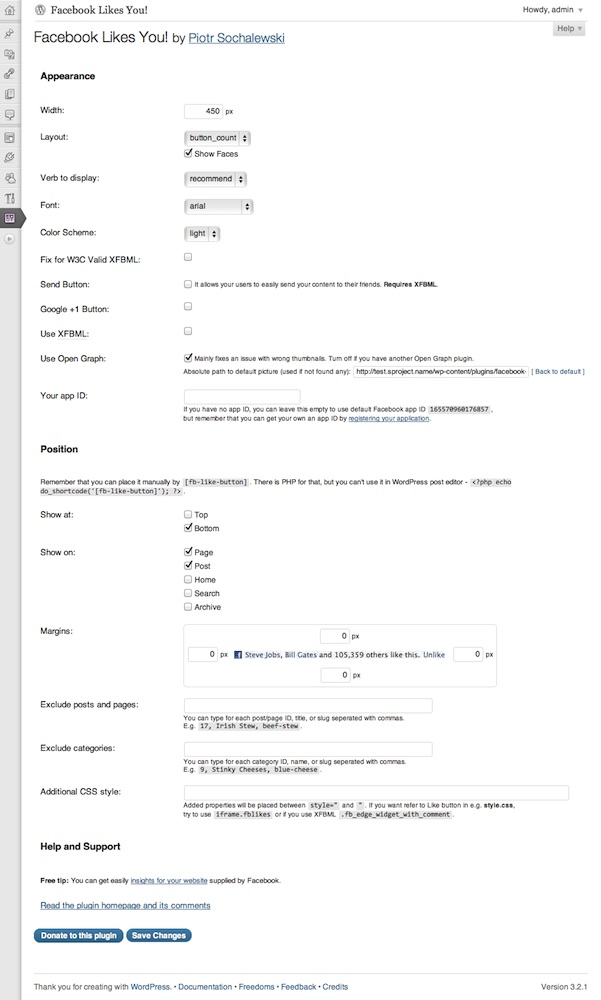 Facebook Likes You!
Howdy, admin
Help
Facebook Likes You! by Piotr Sochalewski
Appearance
Width: 450 px
Layout: button_count
Show Faces
Verb to display: recommend
Font: arial
Color Scheme: light
Fix for W3C Valid XFBML:
Send Button: It allows your users to easily send your content to their friends. Requires XFBML.
Google +1 Button:
Use XFBML:
Use Open Graph: Mainly fixes an issue with wrong thumbnails. Turn off if you have another Open Graph plugin.
Absolute path to default picture (used if not found any): http://test.sproject.name/wp-content/plugins/facebook- [ Back to default ]
Your app ID:
If you have no app ID, you can leave this empty to use default Facebook app ID 165570960176857,
but remember that you can get your own an app ID by registering your application.
Position
Remember that you can place it manually by [fb-like-button]. There is PHP for that, but you can't use it in WordPress post editor - <?php echo
do_shortcode('[fb-like-button]'); ?>.
Show at: Top
Bottom
Show on: Page
Post
Home
Search
Archive
Margins: 0 px
0 px Steve Jobs, Bill Gates and 105,359 others like this. Unlike 0 px
0 px
Exclude posts and pages:
You can type for each post/page ID, title, or slug seperated with commas.
E.g. 17, Irish Stew, beef-stew.
Exclude categories:
You can type for each category ID, name, or slug seperated with commas.
E.g. 9, Stinky Cheeses, blue-cheese.
Additional CSS style:
Added properties will be placed between style=" and ". If you want refer to Like button in e.g. style.css,
try to use iframe.fblikes or if you use XFBML .fb_edge_widget_with_comment.
Help and Support
Free tip: You can get easily insights for your website supplied by Facebook.
Read the plugin homepage and its comments
Donate to this plugin Save Changes
Thank you for creating with WordPress. • Documentation • Freedoms • Feedback • Credits
Version 3.2.1